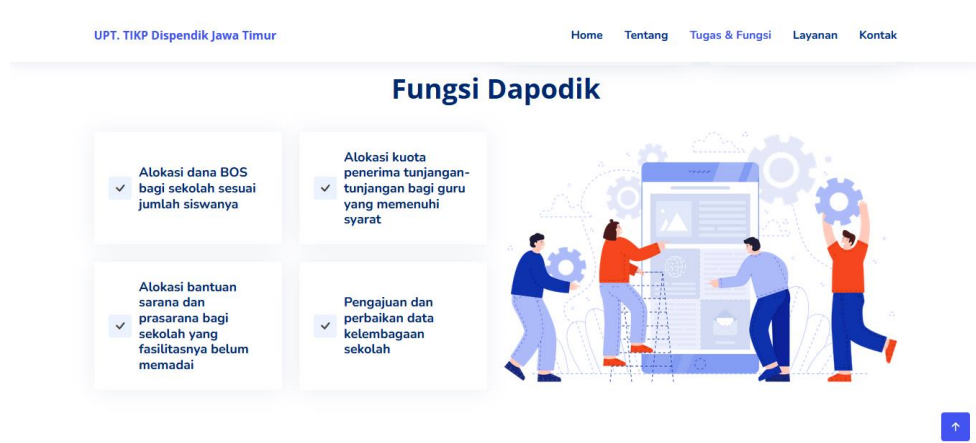 UPT. TIKP Dispendik Jawa Timur
Home Tentang Tugas & Fungsi Layanan Kontak
Fungsi Dapodik
Alokasi dana BOS
bagi sekolah sesuai
jumlah siswanya
Alokasi kuota
penerima tunjangan-
tunjangan bagi guru
yang memenuhi
syarat
Alokasi bantuan
sarana dan
prasarana bagi
sekolah yang
fasilitasnya belum
memadai
Pengajuan dan
perbaikan data
kelembagaan
sekolah